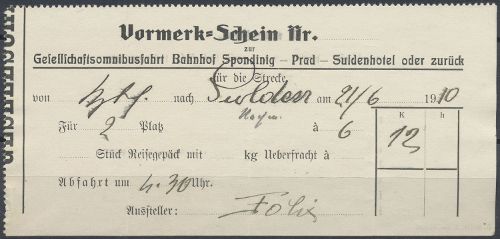 Vormerk=Schein Nr.
zur
Gesellschaftsomnibusfahrt Bahnhof Spondinig – Prad – Suldenhotel oder zurück
für die Strecke
von nach Sulden am 21/6 1910
Nachm.
Für 2 Platz à 6
K h
12
Stück Reisegepäck mit kg Ueberfracht à
Abfahrt um 4.30 Uhr.
Aussteller: